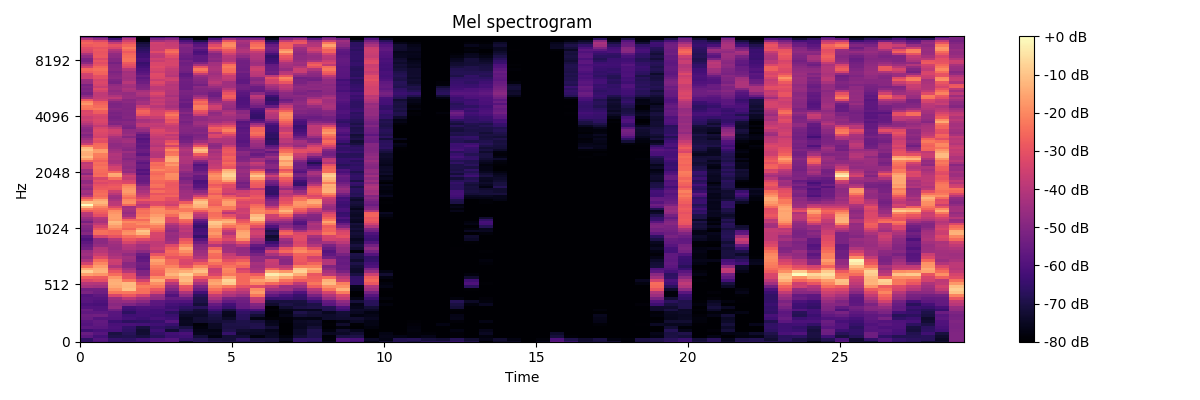 Mel spectrogram
Hz
8192
4096
2048
1024
512
0
0 5 10 15 20 25
Time
+0 dB
-10 dB
-20 dB
-30 dB
-40 dB
-50 dB
-60 dB
-70 dB
-80 dB